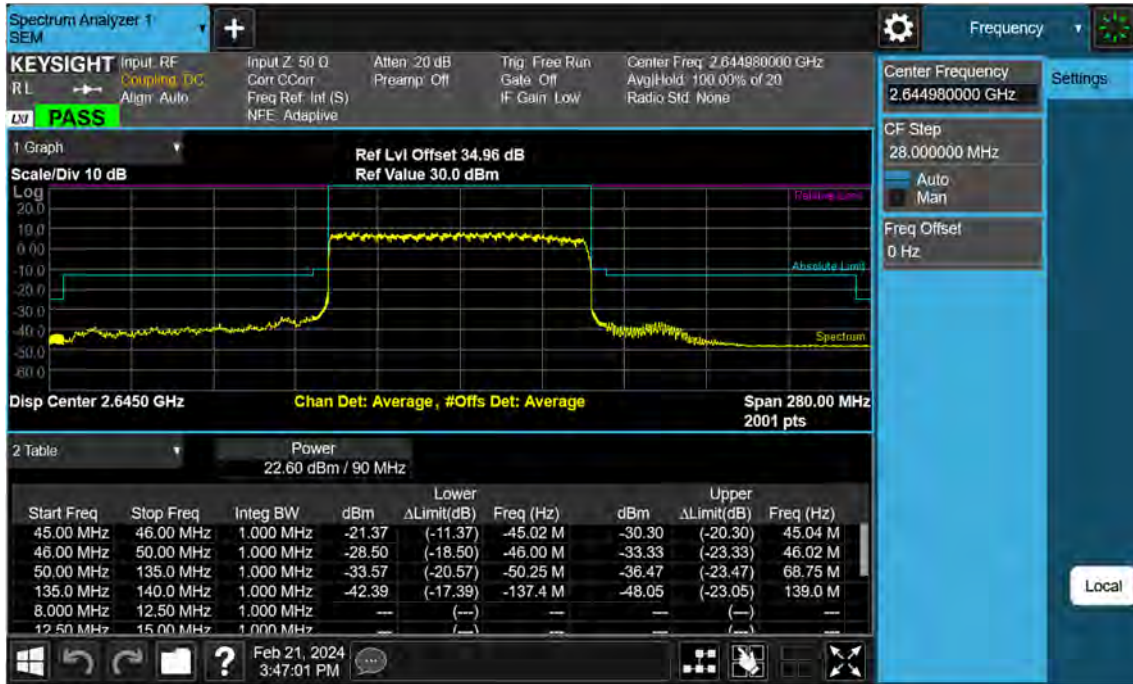 Spectrum Analyzer 1
SEM
+
Frequency
KEYSIGHT
RL
LXI
PASS
Input: RF
Coupling: DC
Align: Auto
Input Z: 50 Ω
Corr CCorr
Freq Ref: Int (S)
NFE: Adaptive
Atten: 20 dB
Preamp: Off
Trig: Free Run
Gate: Off
IF Gain: Low
Center Freq: 2.644980000 GHz
Avg|Hold: 100.00% of 20
Radio Std: None
Center Frequency
2.644980000 GHz
Settings
CF Step
28.000000 MHz
Auto
Man
Freq Offset
0 Hz
Local
1 Graph
Scale/Div 10 dB
Ref Lvl Offset 34.96 dB
Ref Value 30.0 dBm
Log
20.0
10.0
0.00
-10.0
-20.0
-30.0
-40.0
-50.0
-60.0
Relative Limit
Absolute Limit
Spectrum
Disp Center 2.6450 GHz
Chan Det: Average, #Offs Det: Average
Span 280.00 MHz
2001 pts
2 Table
Power
22.60 dBm / 90 MHz
Lower Upper
Start Freq Stop Freq Integ BW dBm ΔLimit(dB) Freq (Hz) dBm ΔLimit(dB) Freq (Hz)
45.00 MHz 46.00 MHz 1.000 MHz -21.37 (-11.37) -45.02 M -30.30 (-20.30) 45.04 M
46.00 MHz 50.00 MHz 1.000 MHz -28.50 (-18.50) -46.00 M -33.33 (-23.33) 46.02 M
50.00 MHz 135.0 MHz 1.000 MHz -33.57 (-20.57) -50.25 M -36.47 (-23.47) 68.75 M
135.0 MHz 140.0 MHz 1.000 MHz -42.39 (-17.39) -137.4 M -48.05 (-23.05) 139.0 M
8.000 MHz 12.50 MHz 1.000 MHz --- (---) --- --- (---) ---
12.50 MHz 15.00 MHz 1.000 MHz --- (---) --- --- (---) ---
?
Feb 21, 2024
3:47:01 PM